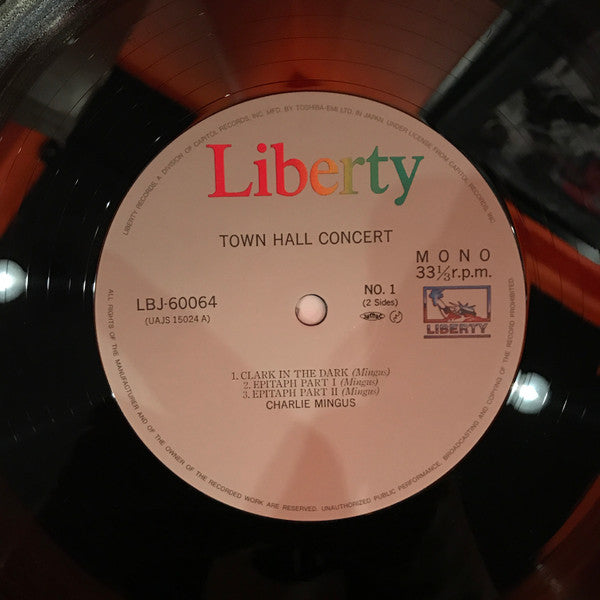 LIBERTY RECORDS, A DIVISION OF CAPITOL RECORDS, INC. MFG. BY TOSHIBA-EMI LTD. IN JAPAN, UNDER LICENSE FROM CAPITOL RECORDS, INC.
Liberty
TOWN HALL CONCERT
MONO
33⅓r.p.m.
LBJ-60064
(UAJS 15024 A)
NO. 1
(2 Sides)
LIBERTY
1. CLARK IN THE DARK (Mingus)
2. EPITAPH PART I (Mingus)
3. EPITAPH PART II (Mingus)
CHARLIE MINGUS
ALL RIGHTS OF THE MANUFACTURER AND OF THE OWNER OF THE RECORDED WORK ARE RESERVED. UNAUTHORIZED PUBLIC PERFORMANCE, BROADCASTING AND COPYING OF THE RECORD PROHIBITED.